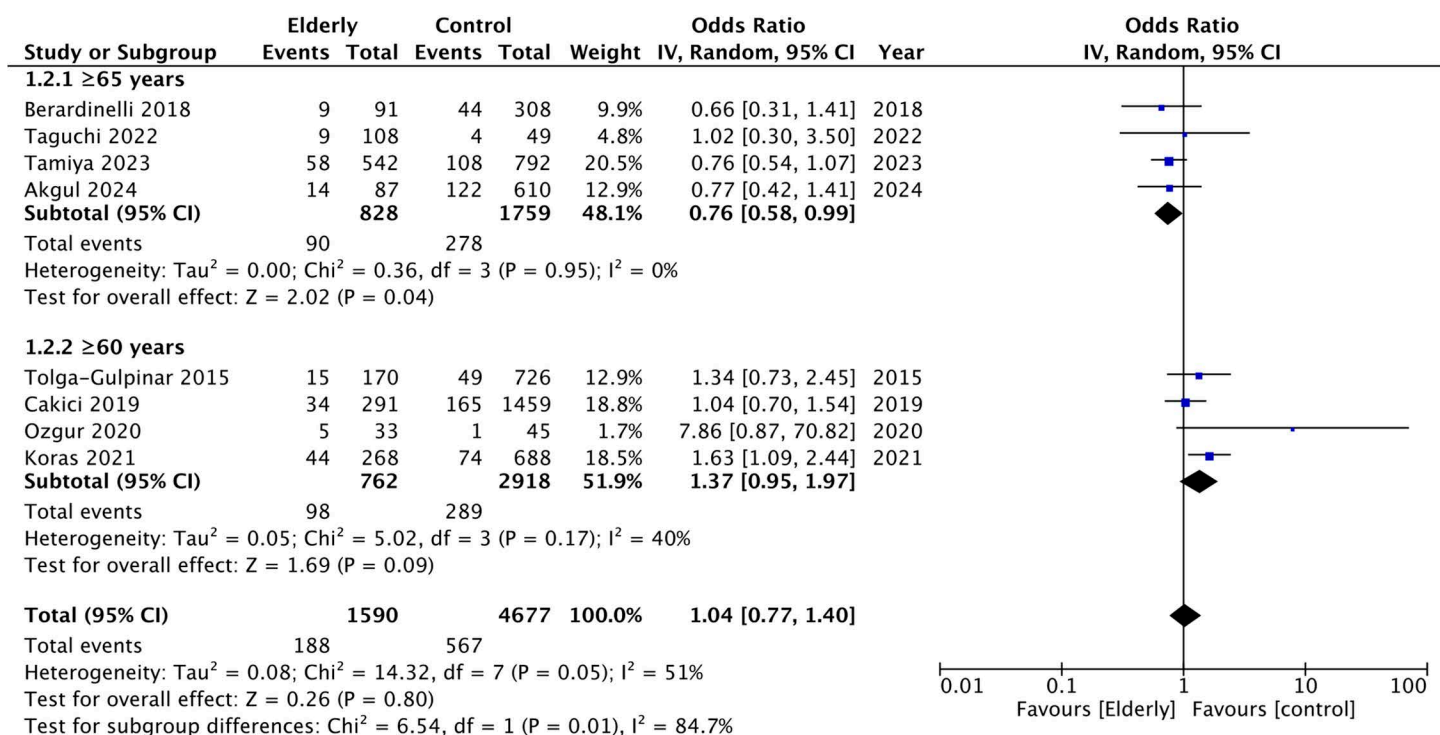 Elderly Control Odds Ratio Odds Ratio
Study or Subgroup Events Total Events Total Weight IV, Random, 95% CI Year IV, Random, 95% CI
1.2.1 ≥65 years
Berardinelli 2018 9 91 44 308 9.9% 0.66 [0.31, 1.41] 2018
Taguchi 2022 9 108 4 49 4.8% 1.02 [0.30, 3.50] 2022
Tamiya 2023 58 542 108 792 20.5% 0.76 [0.54, 1.07] 2023
Akgul 2024 14 87 122 610 12.9% 0.77 [0.42, 1.41] 2024
Subtotal (95% CI) 828 1759 48.1% 0.76 [0.58, 0.99]
Total events 90 278
Heterogeneity: Tau² = 0.00; Chi² = 0.36, df = 3 (P = 0.95); I² = 0%
Test for overall effect: Z = 2.02 (P = 0.04)
1.2.2 ≥60 years
Tolga-Gulpinar 2015 15 170 49 726 12.9% 1.34 [0.73, 2.45] 2015
Cakici 2019 34 291 165 1459 18.8% 1.04 [0.70, 1.54] 2019
Ozgur 2020 5 33 1 45 1.7% 7.86 [0.87, 70.82] 2020
Koras 2021 44 268 74 688 18.5% 1.63 [1.09, 2.44] 2021
Subtotal (95% CI) 762 2918 51.9% 1.37 [0.95, 1.97]
Total events 98 289
Heterogeneity: Tau² = 0.05; Chi² = 5.02, df = 3 (P = 0.17); I² = 40%
Test for overall effect: Z = 1.69 (P = 0.09)
Total (95% CI) 1590 4677 100.0% 1.04 [0.77, 1.40]
Total events 188 567
Heterogeneity: Tau² = 0.08; Chi² = 14.32, df = 7 (P = 0.05); I² = 51%
Test for overall effect: Z = 0.26 (P = 0.80)
Test for subgroup differences: Chi² = 6.54, df = 1 (P = 0.01), I² = 84.7%
0.01 0.1 1 10 100
Favours [Elderly] Favours [control]